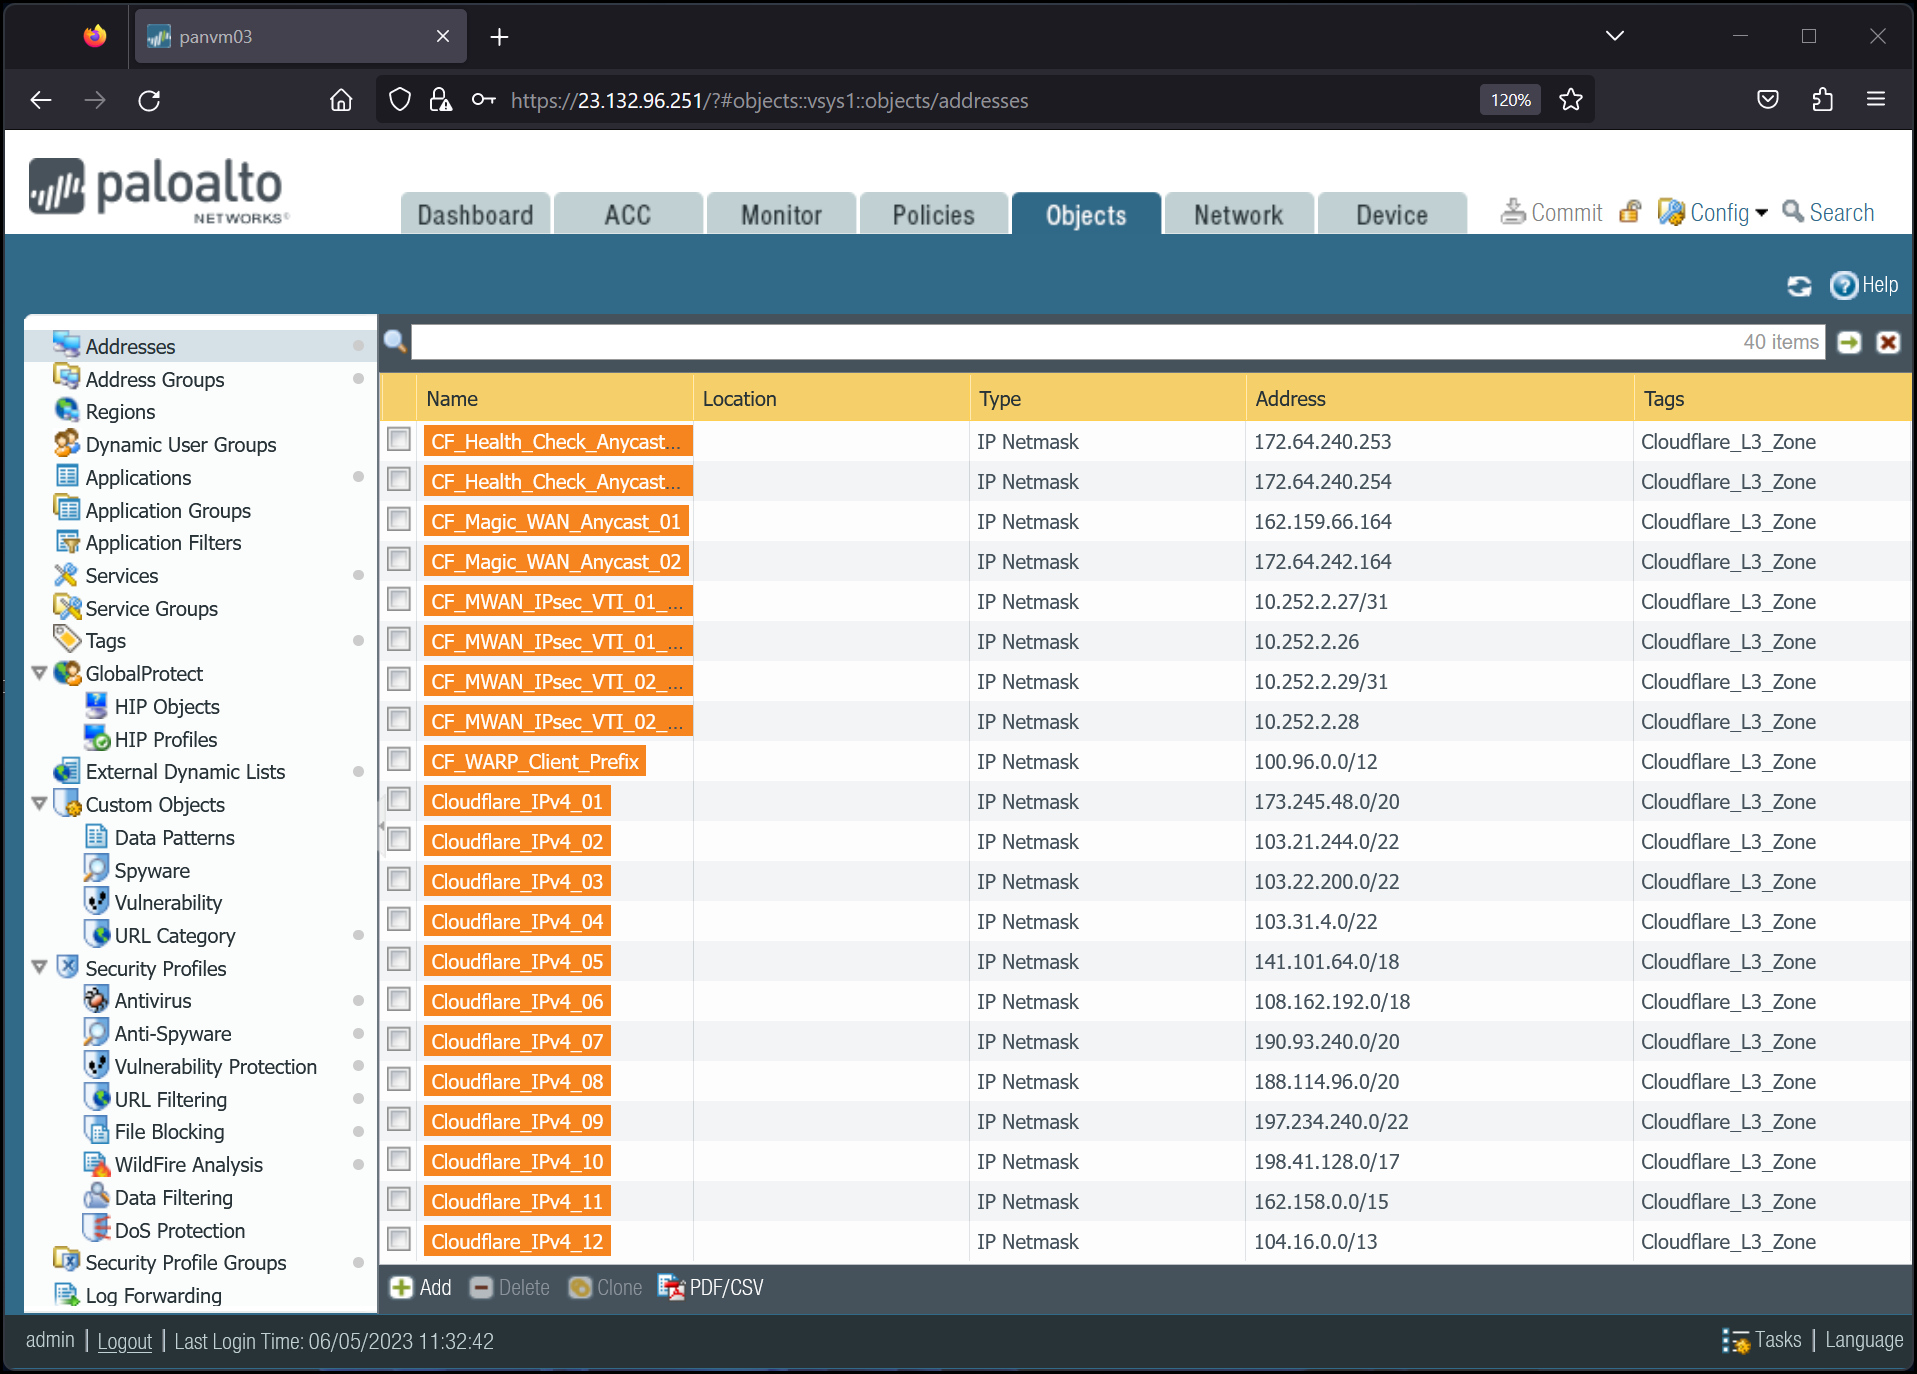 panvm03
https://23.132.96.251/?#objects::vsys1::objects/addresses 120%
paloalto NETWORKS®
Dashboard ACC Monitor Policies Objects Network Device Commit Config Search
Help
40 items
Addresses
Address Groups
Regions
Dynamic User Groups
Applications
Application Groups
Application Filters
Services
Service Groups
Tags
GlobalProtect
HIP Objects
HIP Profiles
External Dynamic Lists
Custom Objects
Data Patterns
Spyware
Vulnerability
URL Category
Security Profiles
Antivirus
Anti-Spyware
Vulnerability Protection
URL Filtering
File Blocking
WildFire Analysis
Data Filtering
DoS Protection
Security Profile Groups
Log Forwarding
Name Location Type Address Tags
CF_Health_Check_Anycast... IP Netmask 172.64.240.253 Cloudflare_L3_Zone
CF_Health_Check_Anycast... IP Netmask 172.64.240.254 Cloudflare_L3_Zone
CF_Magic_WAN_Anycast_01 IP Netmask 162.159.66.164 Cloudflare_L3_Zone
CF_Magic_WAN_Anycast_02 IP Netmask 172.64.242.164 Cloudflare_L3_Zone
CF_MWAN_IPsec_VTI_01_... IP Netmask 10.252.2.27/31 Cloudflare_L3_Zone
CF_MWAN_IPsec_VTI_01_... IP Netmask 10.252.2.26 Cloudflare_L3_Zone
CF_MWAN_IPsec_VTI_02_... IP Netmask 10.252.2.29/31 Cloudflare_L3_Zone
CF_MWAN_IPsec_VTI_02_... IP Netmask 10.252.2.28 Cloudflare_L3_Zone
CF_WARP_Client_Prefix IP Netmask 100.96.0.0/12 Cloudflare_L3_Zone
Cloudflare_IPv4_01 IP Netmask 173.245.48.0/20 Cloudflare_L3_Zone
Cloudflare_IPv4_02 IP Netmask 103.21.244.0/22 Cloudflare_L3_Zone
Cloudflare_IPv4_03 IP Netmask 103.22.200.0/22 Cloudflare_L3_Zone
Cloudflare_IPv4_04 IP Netmask 103.31.4.0/22 Cloudflare_L3_Zone
Cloudflare_IPv4_05 IP Netmask 141.101.64.0/18 Cloudflare_L3_Zone
Cloudflare_IPv4_06 IP Netmask 108.162.192.0/18 Cloudflare_L3_Zone
Cloudflare_IPv4_07 IP Netmask 190.93.240.0/20 Cloudflare_L3_Zone
Cloudflare_IPv4_08 IP Netmask 188.114.96.0/20 Cloudflare_L3_Zone
Cloudflare_IPv4_09 IP Netmask 197.234.240.0/22 Cloudflare_L3_Zone
Cloudflare_IPv4_10 IP Netmask 198.41.128.0/17 Cloudflare_L3_Zone
Cloudflare_IPv4_11 IP Netmask 162.158.0.0/15 Cloudflare_L3_Zone
Cloudflare_IPv4_12 IP Netmask 104.16.0.0/13 Cloudflare_L3_Zone
Add Delete Clone PDF/CSV
admin | Logout | Last Login Time: 06/05/2023 11:32:42 Tasks | Language